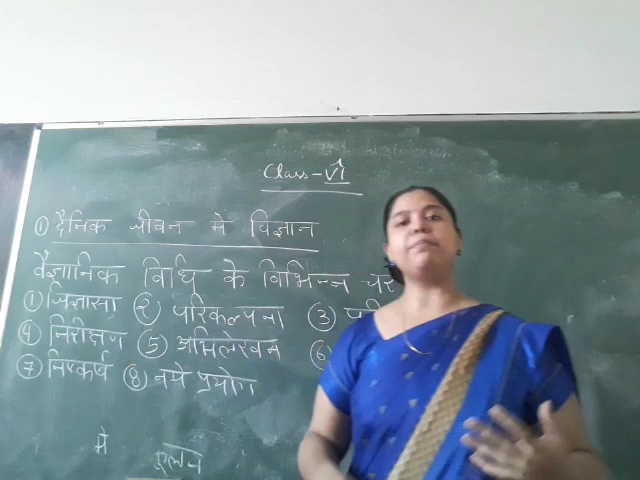 Class - VI
① दैनिक जीवन मे विज्ञान
वैज्ञानिक विधि के विभिन्न चर
① जिज्ञासा ② परिकल्पना ③
④ निरीक्षण ⑤ अभिलेखन ⑥
⑦ निष्कर्ष ⑧ नये प्रयोग
मे